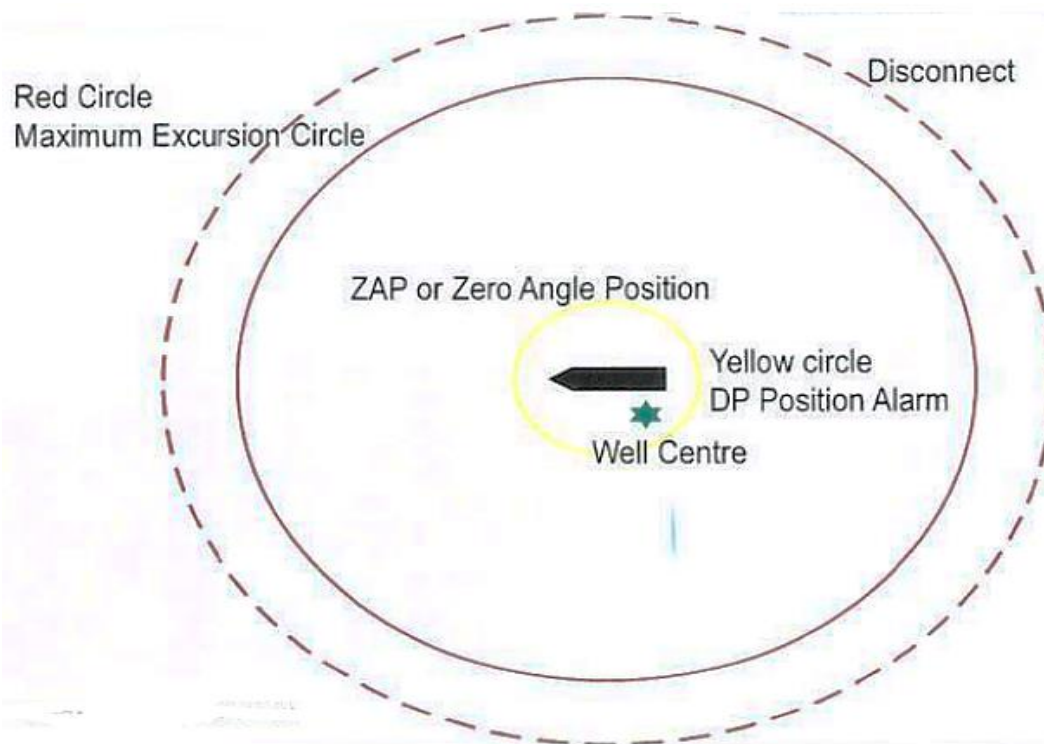 Disconnect
Red Circle
Maximum Excursion Circle
ZAP or Zero Angle Position
Yellow circle
DP Position Alarm
Well Centre